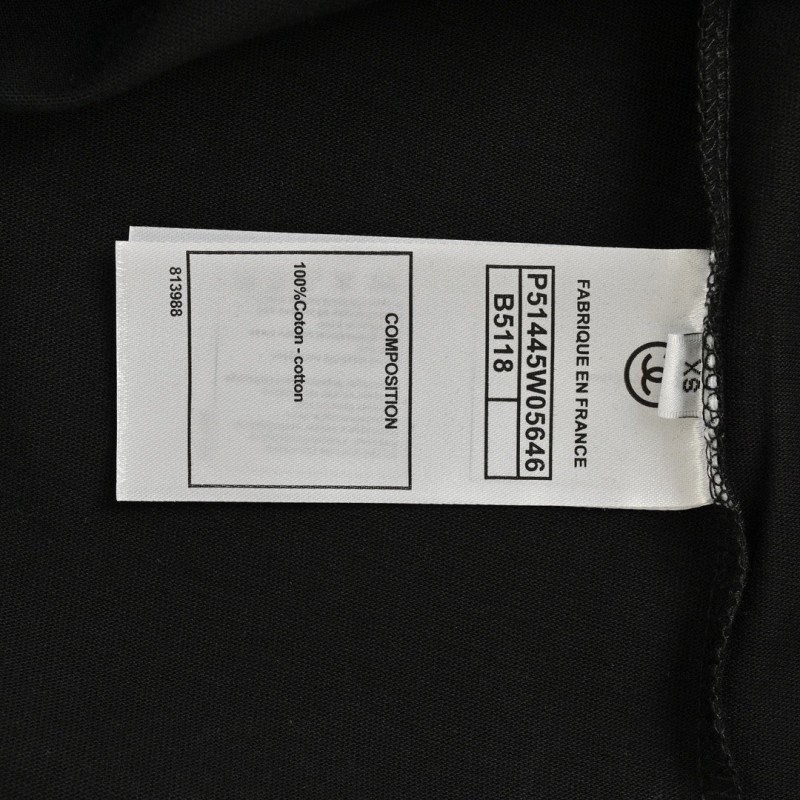 XS
FABRIQUE EN FRANCE
P51445W05646
B5118
COMPOSITION
100%Coton - cotton
813988